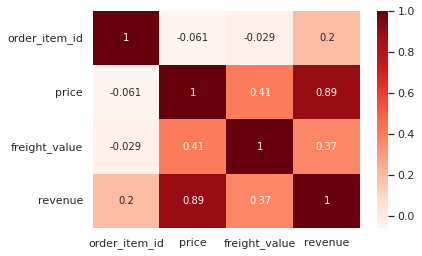 order_item_id 1 -0.061 -0.029 0.2
price -0.061 1 0.41 0.89
freight_value -0.029 0.41 1 0.37
revenue 0.2 0.89 0.37 1
order_item_id price freight_value revenue
1.0
0.8
0.6
0.4
0.2
0.0